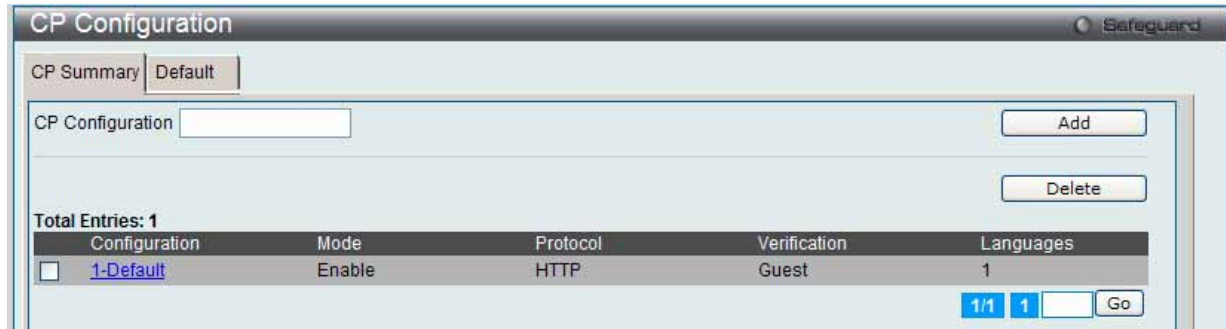 CP Configuration
Safeguard
CP Summary Default
CP Configuration Add
Delete
Total Entries: 1
Configuration Mode Protocol Verification Languages
1-Default Enable HTTP Guest 1
1/1 1 Go